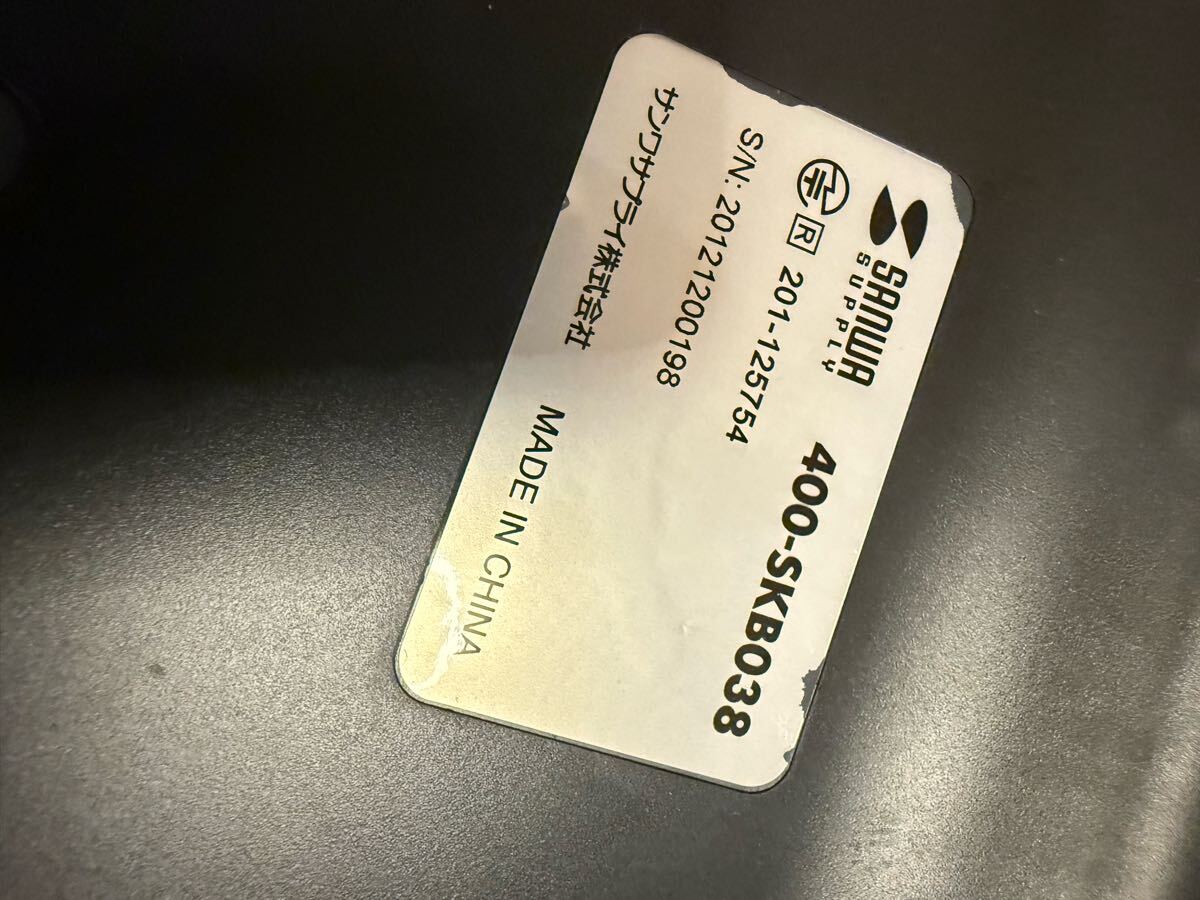 SANWA
SUPPLY
400-SKB038
R 201-125754
S/N: 20121200198
サンワサプライ株式会社 MADE IN CHINA